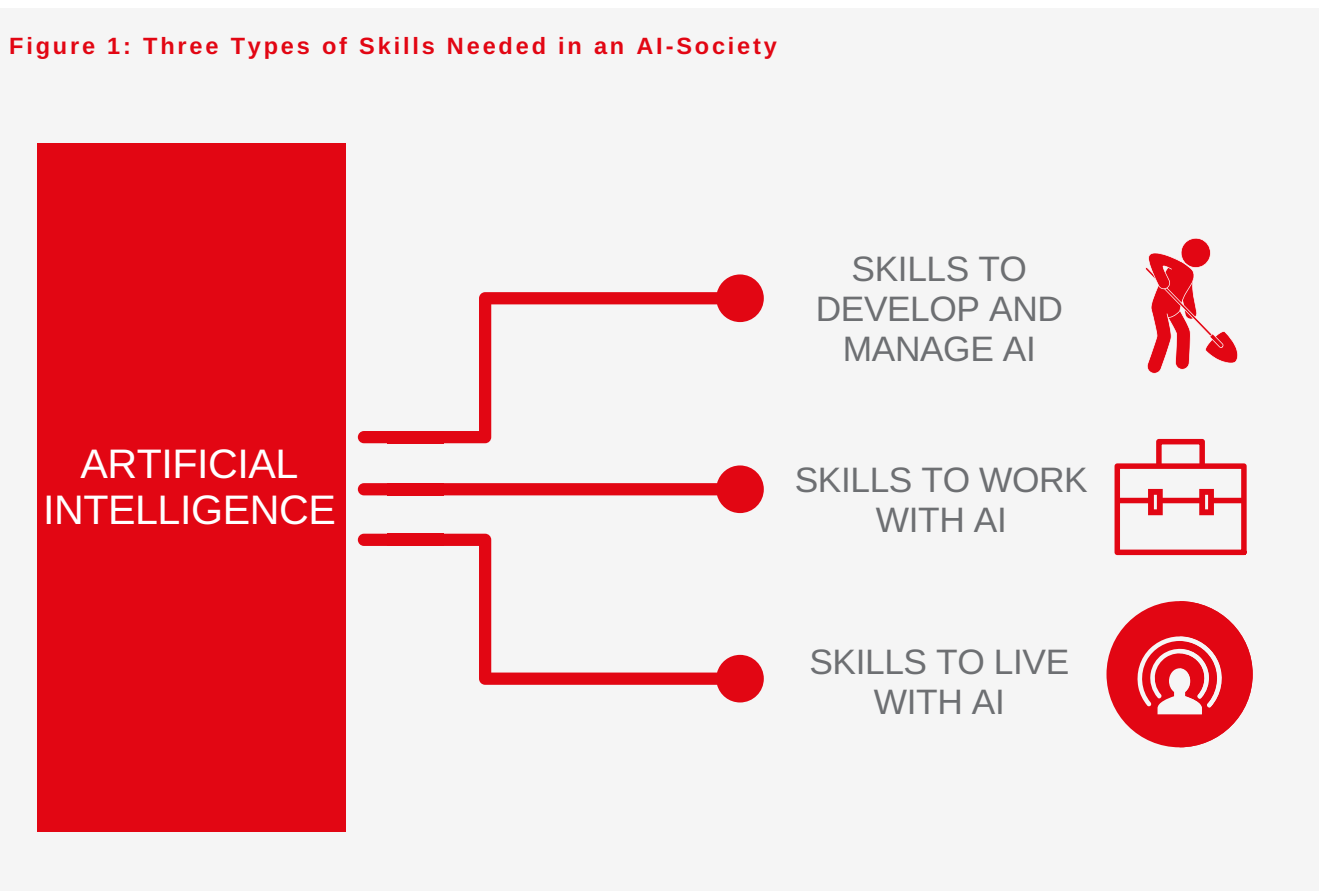 Figure 1: Three Types of Skills Needed in an AI-Society
ARTIFICIAL
INTELLIGENCE
SKILLS TO
DEVELOP AND
MANAGE AI
SKILLS TO WORK
WITH AI
SKILLS TO LIVE
WITH AI